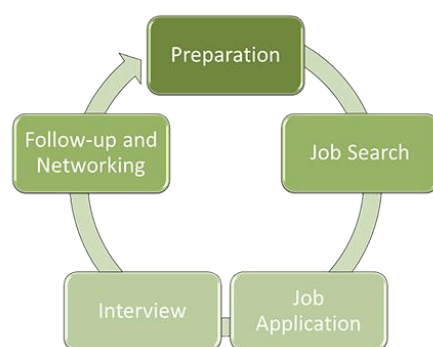 Preparation
Job Search
Job
Application
Interview
Follow-up and
Networking